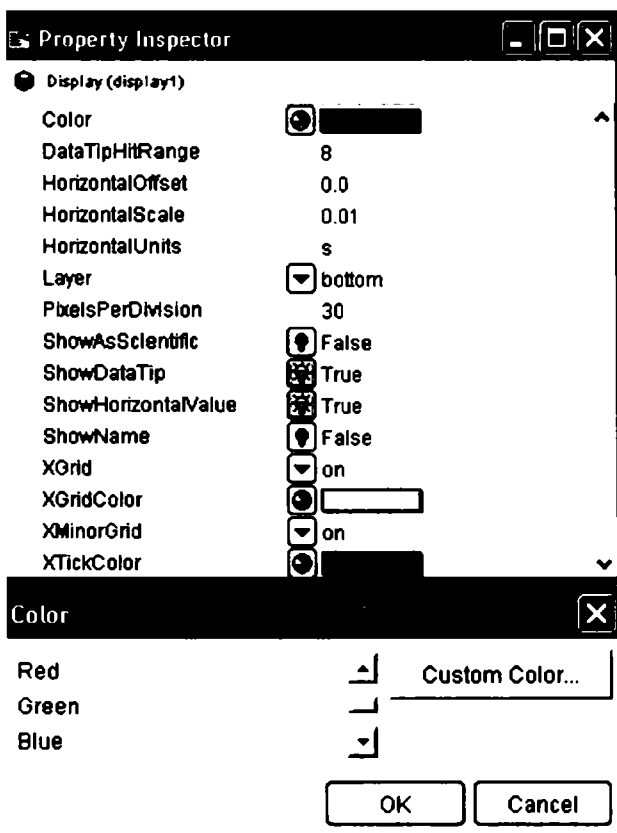 Property Inspector
Display (display1)
Color
DataTipHitRange 8
HorizontalOffset 0.0
HorizontalScale 0.01
HorizontalUnits s
Layer bottom
PixelsPerDivision 30
ShowAsScientific False
ShowDataTip True
ShowHorizontalValue True
ShowName False
XGrid on
XGridColor
XMinorGrid on
XTickColor
Color
Red Custom Color...
Green
Blue
OK Cancel